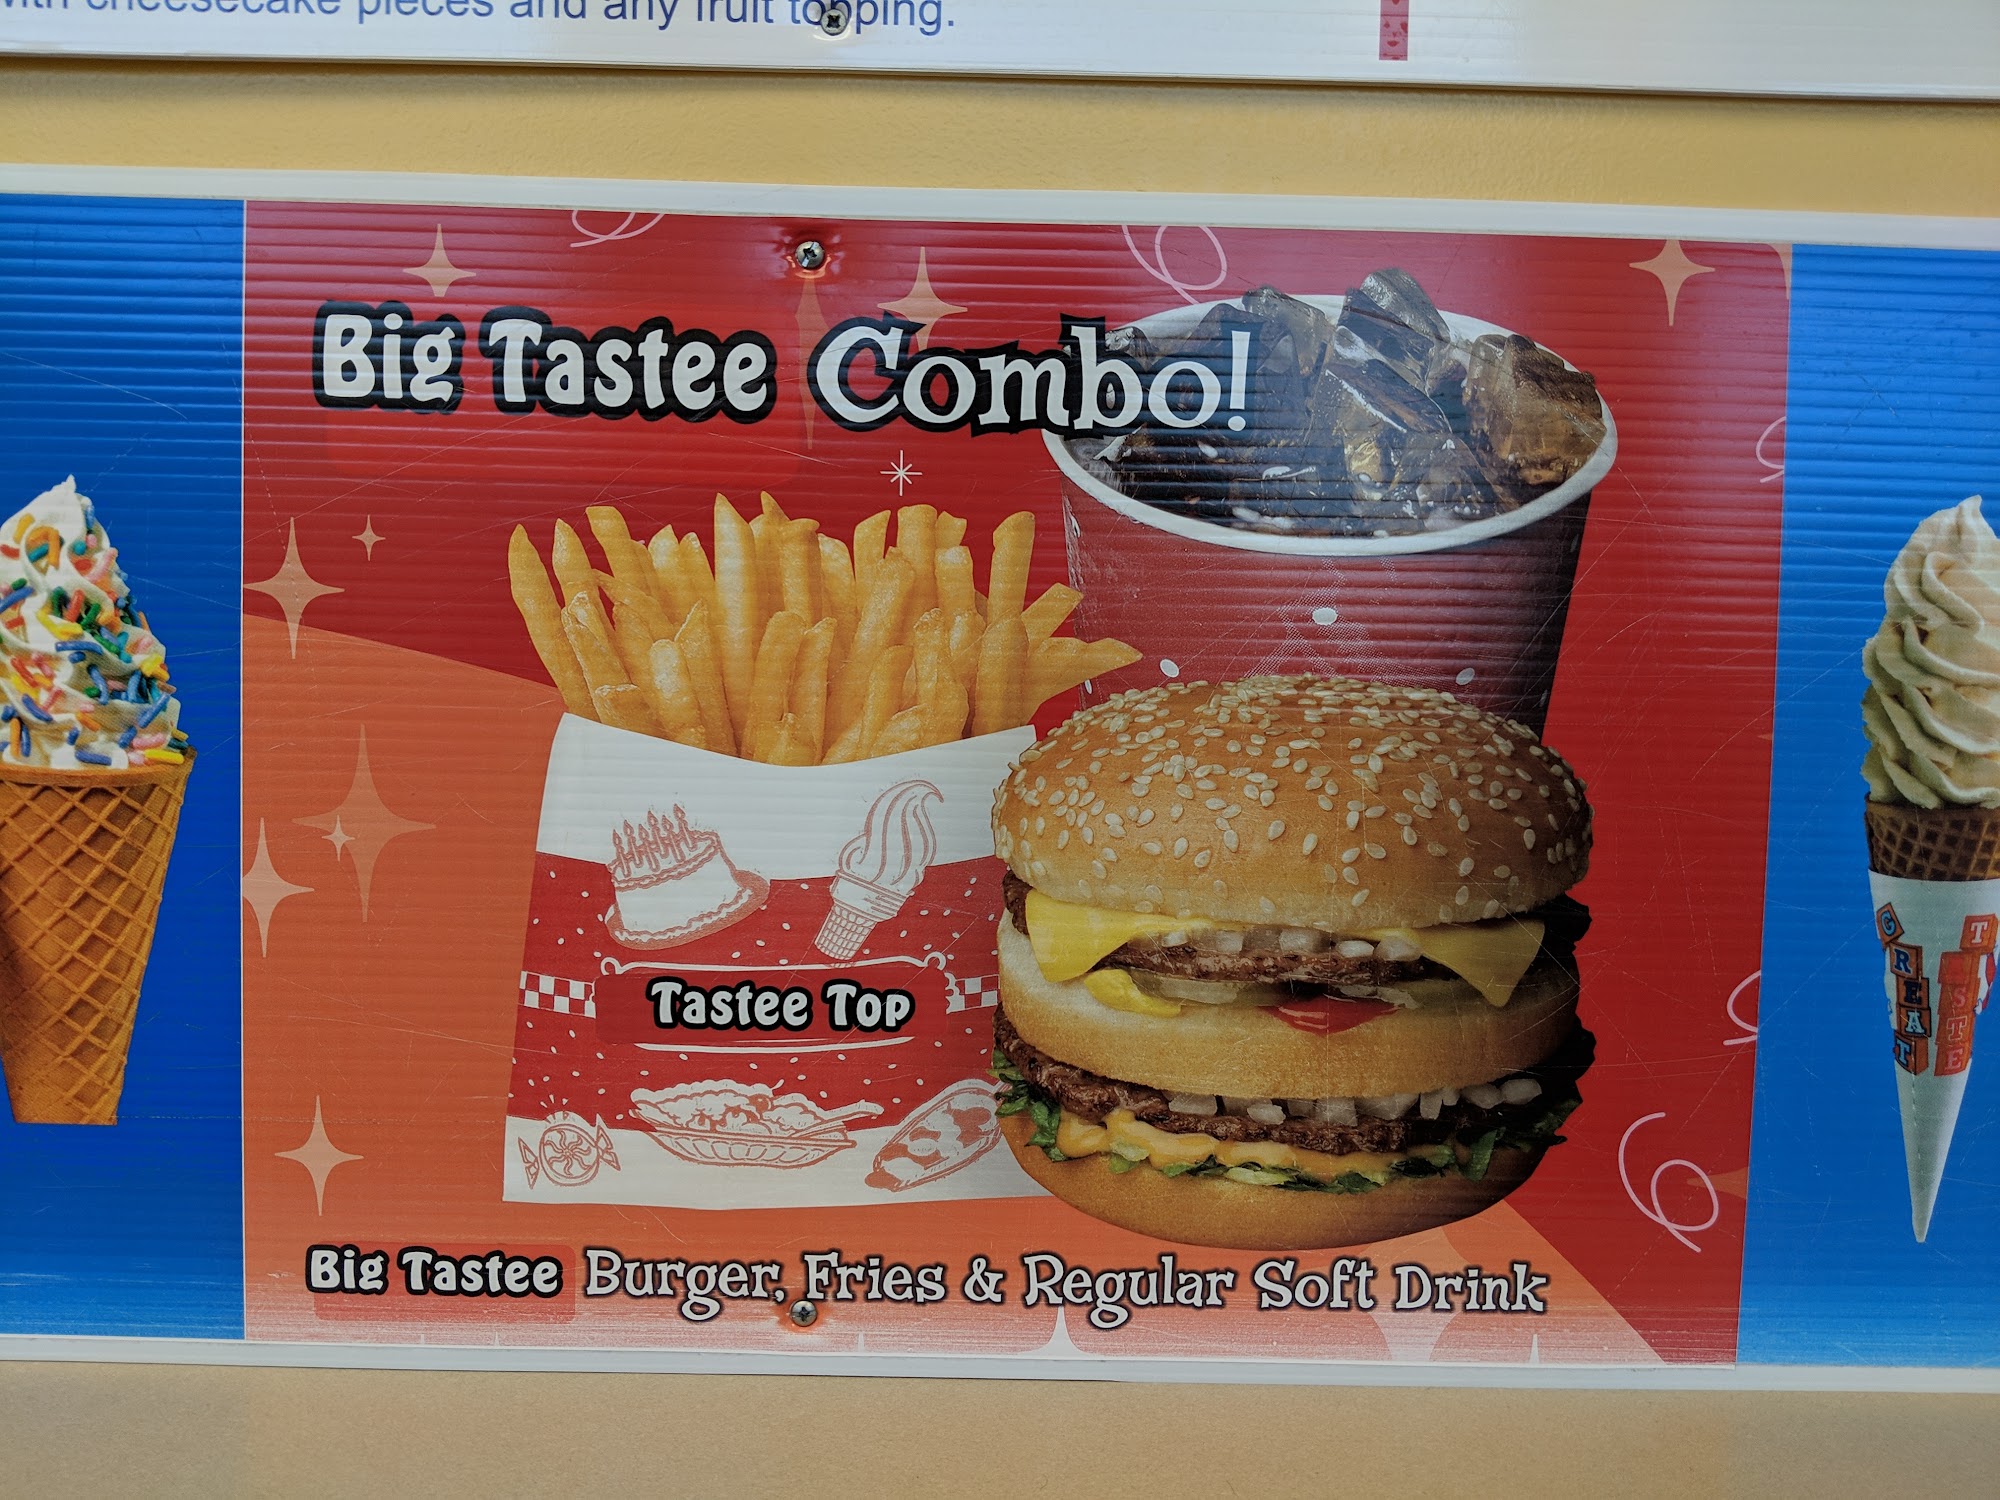 cheesecake pieces and any fruit topping.
Big Tastee Combo!
Tastee Top
GREAT
TASTE
Big Tastee Burger, Fries & Regular Soft Drink